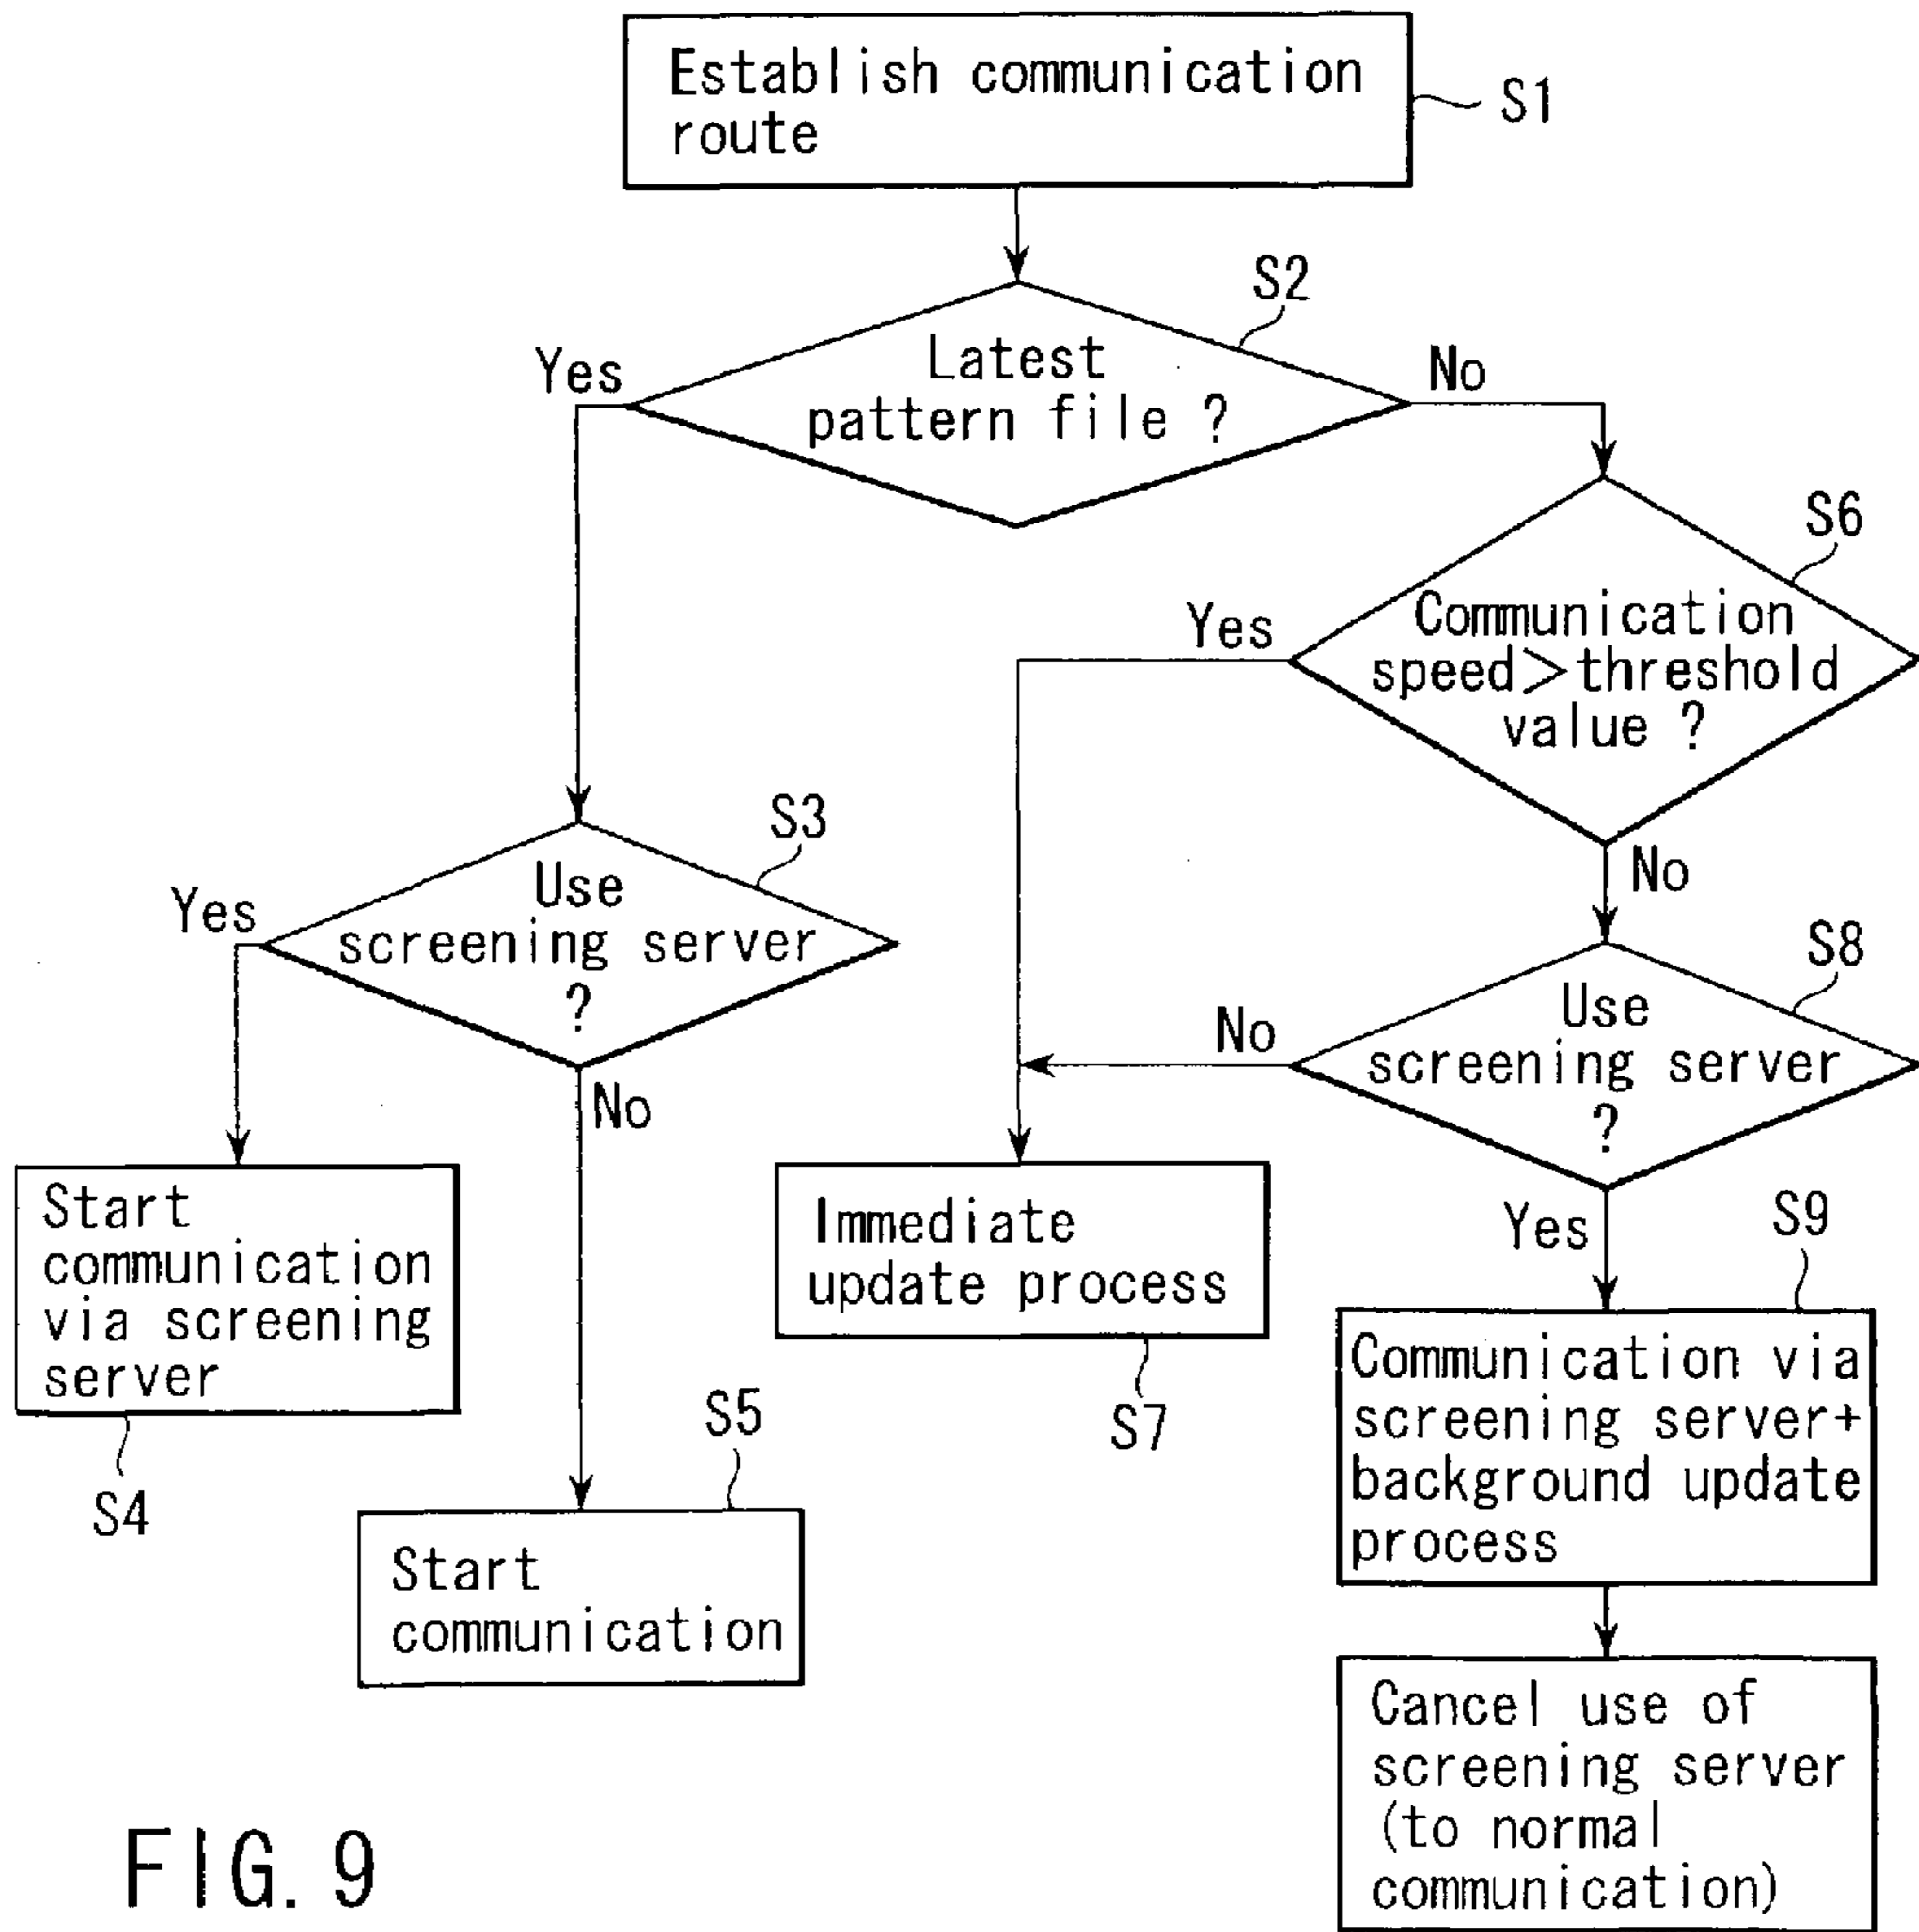 Establish communication
route
S1
S2
Latest
pattern file ?
Yes
No
S6
Communication
speed>threshold
value ?
Yes
No
S3
Use
screening server
?
Yes
No
S8
Use
screening server
?
No
Yes
Start
communication
via screening
server
S4
Immediate
update process
S7
S5
Start
communication
S9
Communication via
screening server+
background update
process
Cancel use of
screening server
(to normal
communication)
FIG. 9